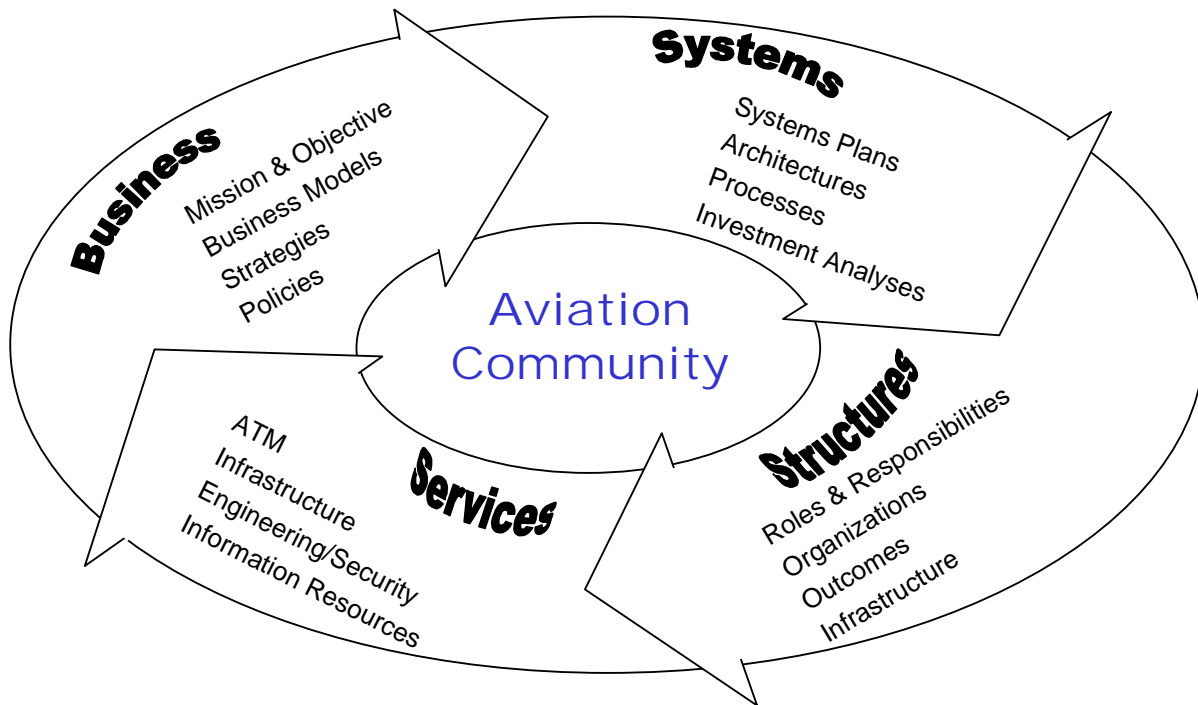 Business
Mission & Objective
Business Models
Strategies
Policies
Systems
Systems Plans
Architectures
Processes
Investment Analyses
Aviation
Community
Structures
Roles & Responsibilities
Organizations
Outcomes
Infrastructure
Services
ATM
Infrastructure
Engineering/Security
Information Resources